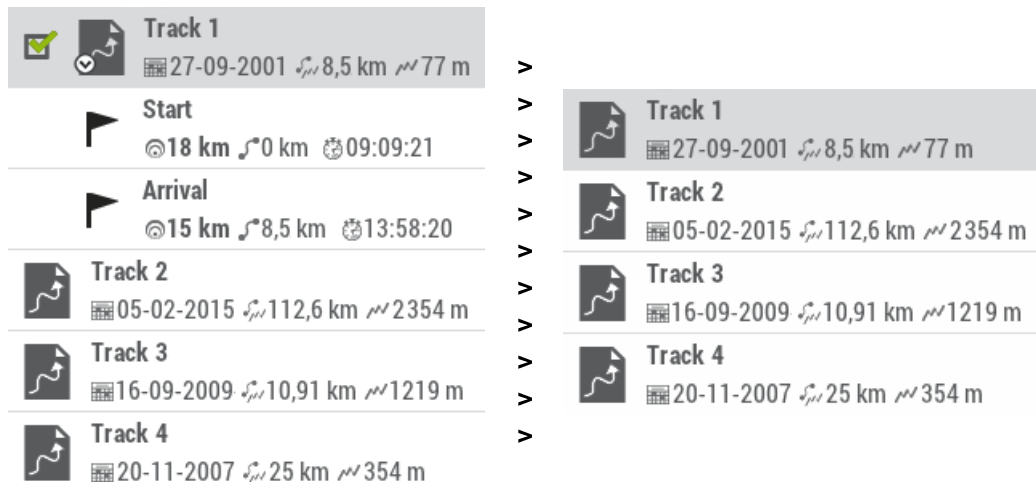 Track 1
27-09-2001 8,5 km 77 m
Start
18 km 0 km 09:09:21
Arrival
15 km 8,5 km 13:58:20
Track 2
05-02-2015 112,6 km 2354 m
Track 3
16-09-2009 10,91 km 1219 m
Track 4
20-11-2007 25 km 354 m
>
>
>
>
>
>
>
>
>
>
>
Track 1
27-09-2001 8,5 km 77 m
Track 2
05-02-2015 112,6 km 2354 m
Track 3
16-09-2009 10,91 km 1219 m
Track 4
20-11-2007 25 km 354 m